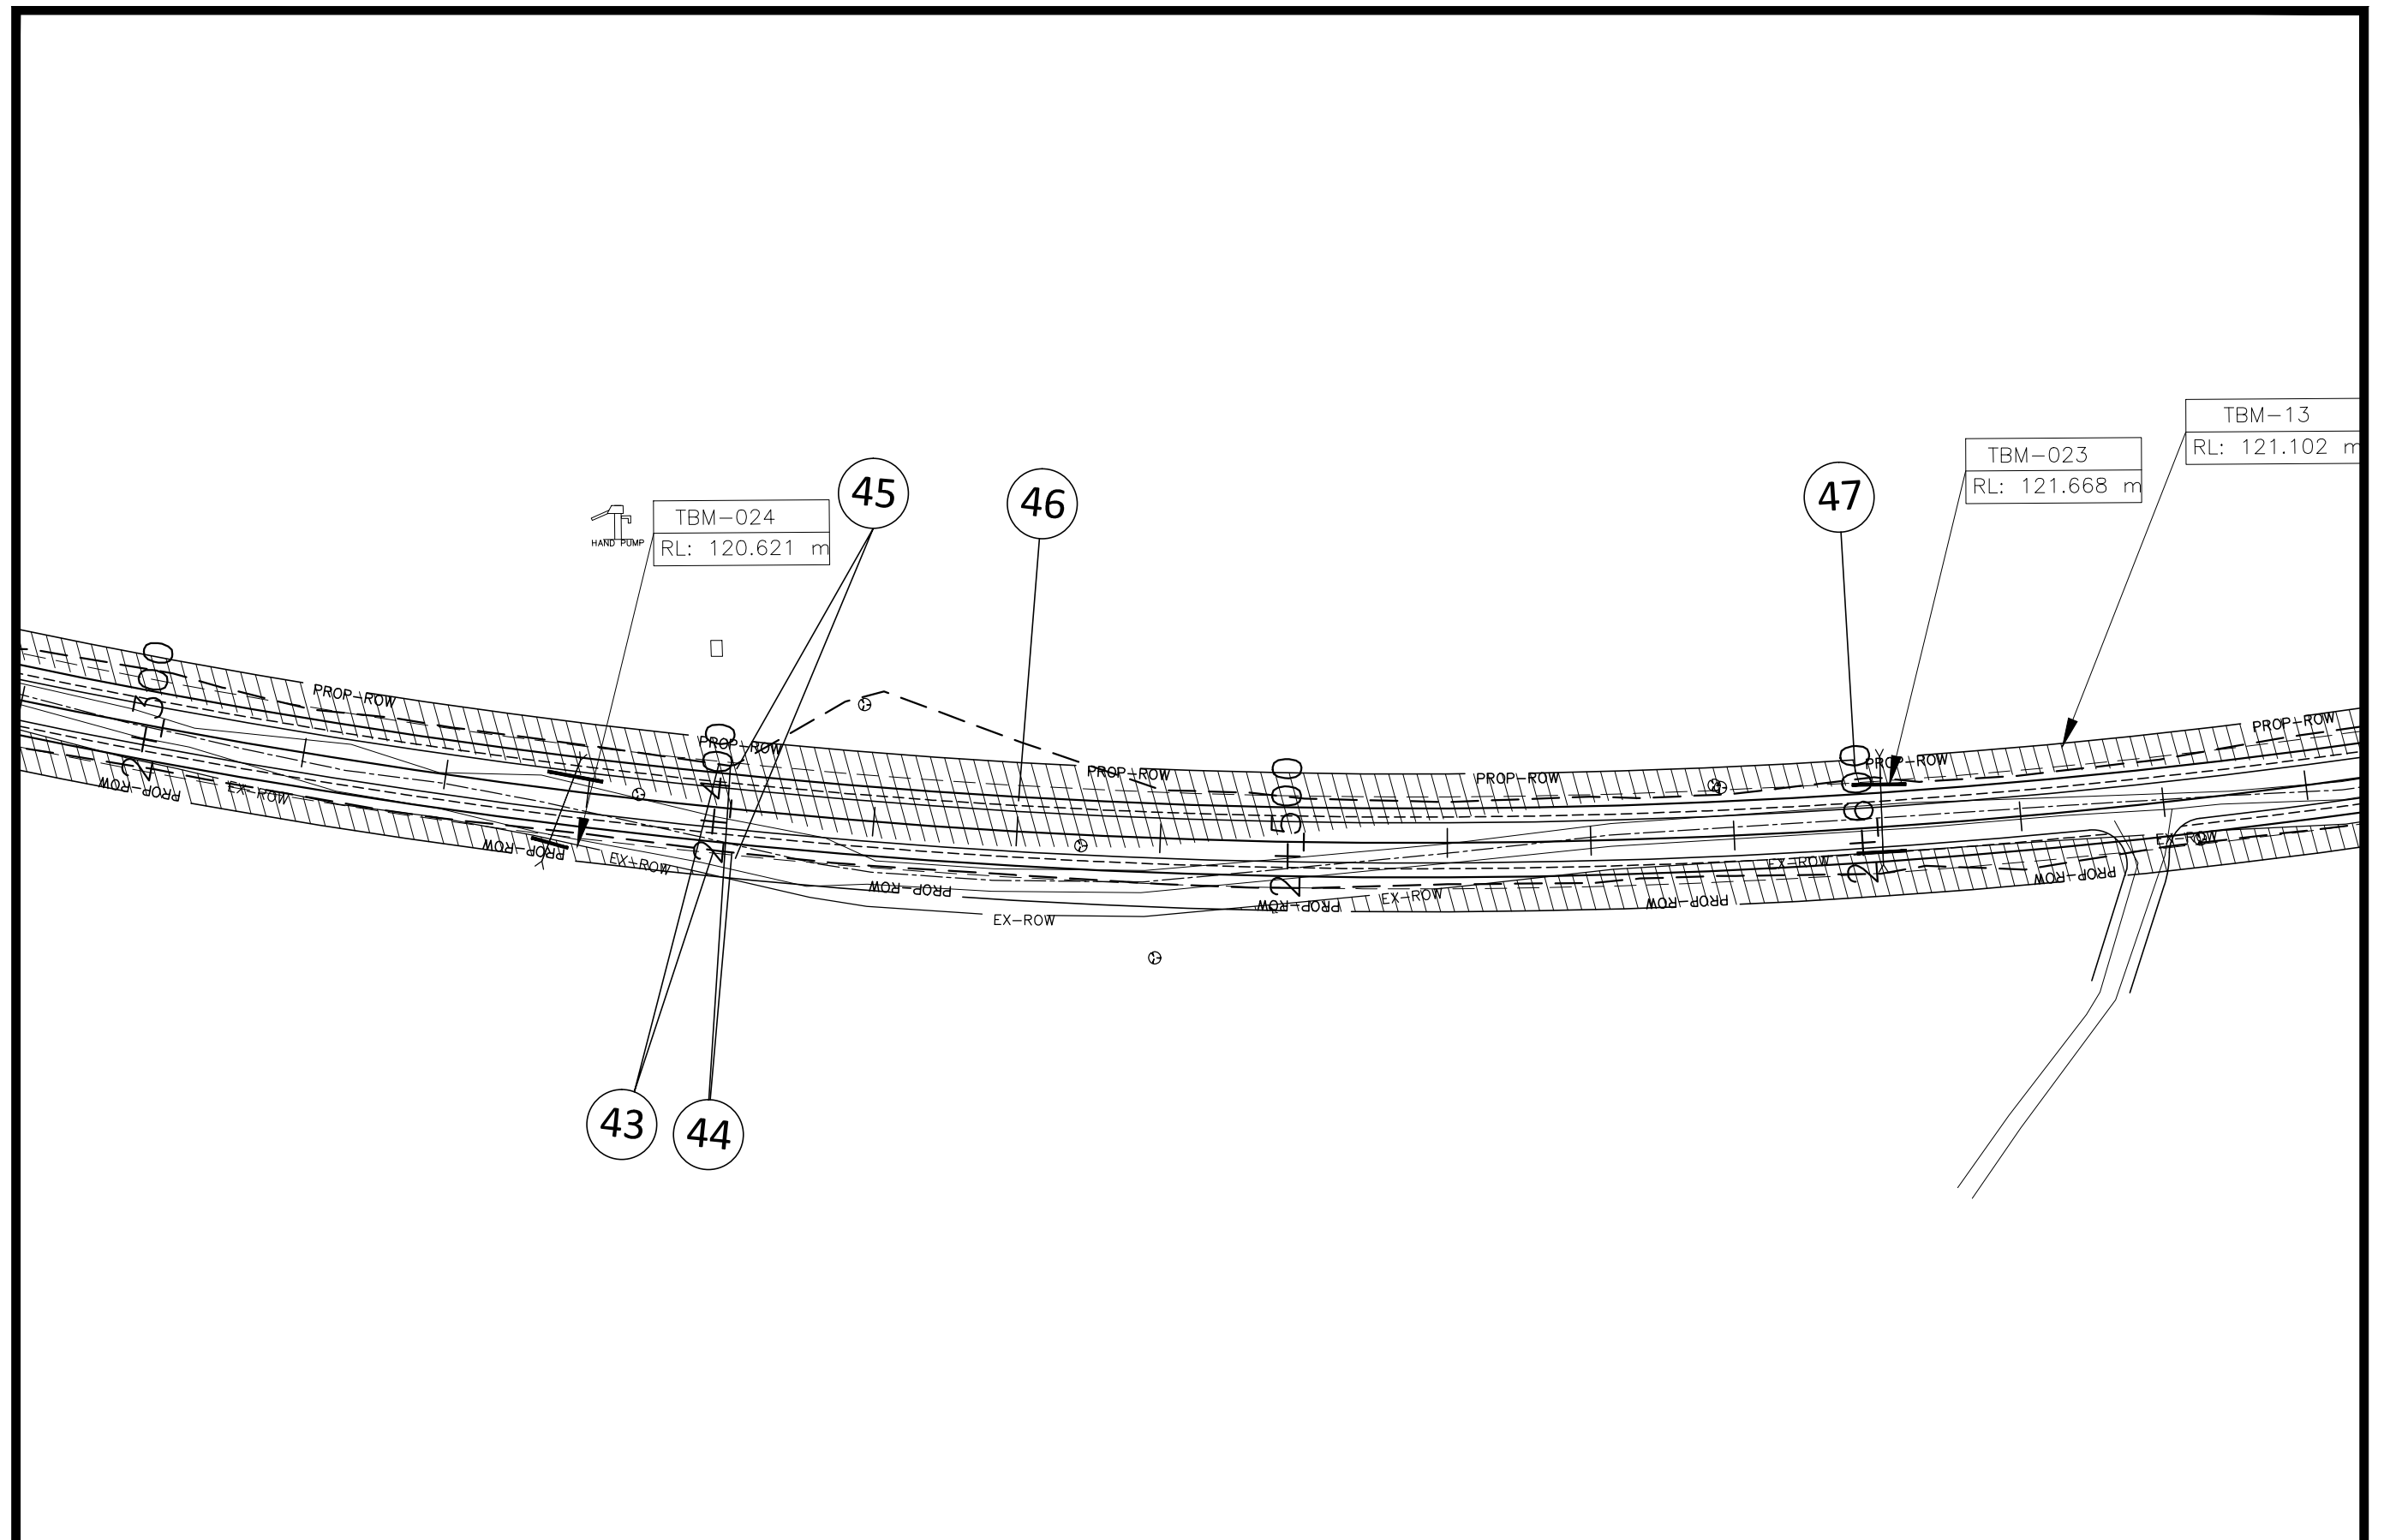 TBM-13
RL: 121.102 m
TBM-023
RL: 121.668 m
45
46
47
TBM-024
RL: 120.621 m
HAND PUMP
2+300
2+400
2+500
2+600
PROP-ROW
PROP-ROW
PROP-ROW
PROP-ROW
PROP-ROW
PROP-ROW
PROP-ROW
PROP-ROW
PROP-ROW
PROP-ROW
PROP-ROW
PROP-ROW
EX-ROW
EX-ROW
EX-ROW
EX-ROW
EX-ROW
EX-ROW
43
44